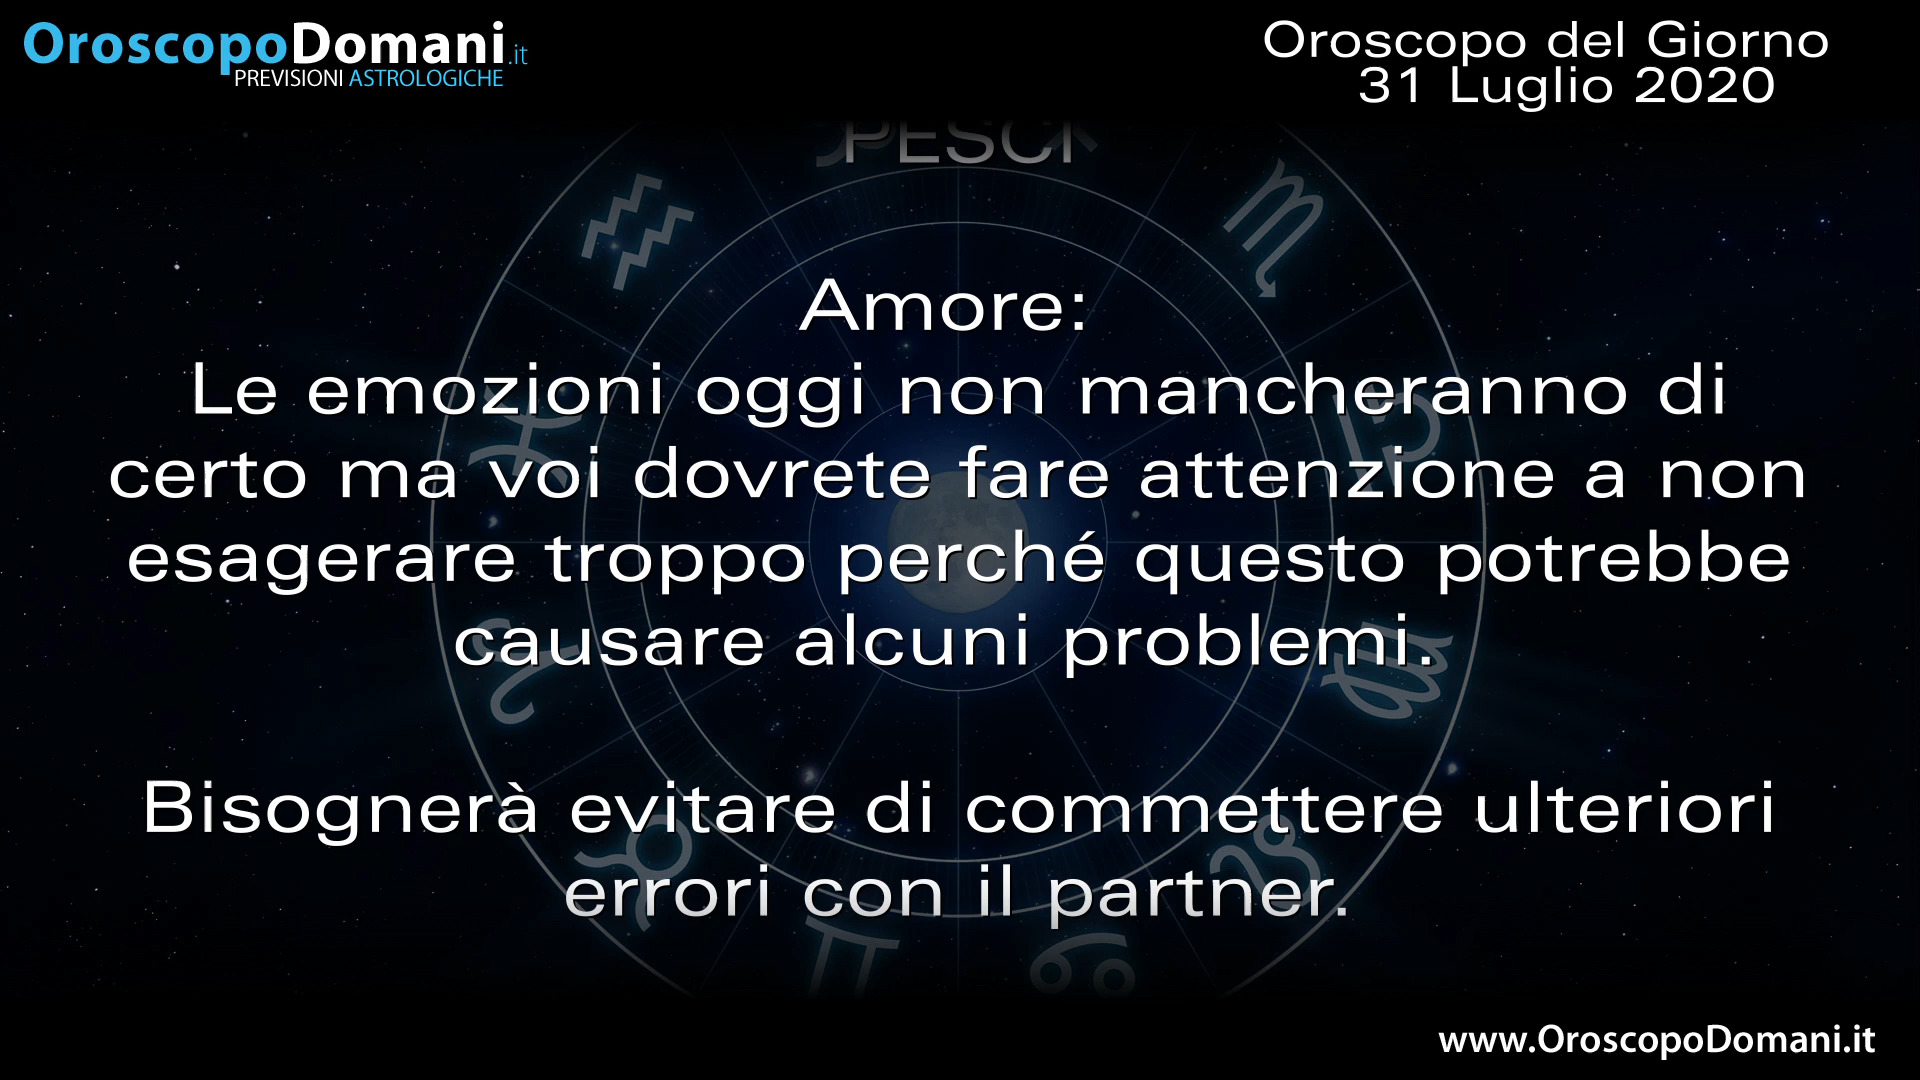 OroscopoDomani.it
PREVISIONI ASTROLOGICHE
Oroscopo del Giorno
31 Luglio 2020
PESCI
Amore:
Le emozioni oggi non mancheranno di
certo ma voi dovrete fare attenzione a non
esagerare troppo perché questo potrebbe
causare alcuni problemi.
Bisognerà evitare di commettere ulteriori
errori con il partner.
www.OroscopoDomani.it